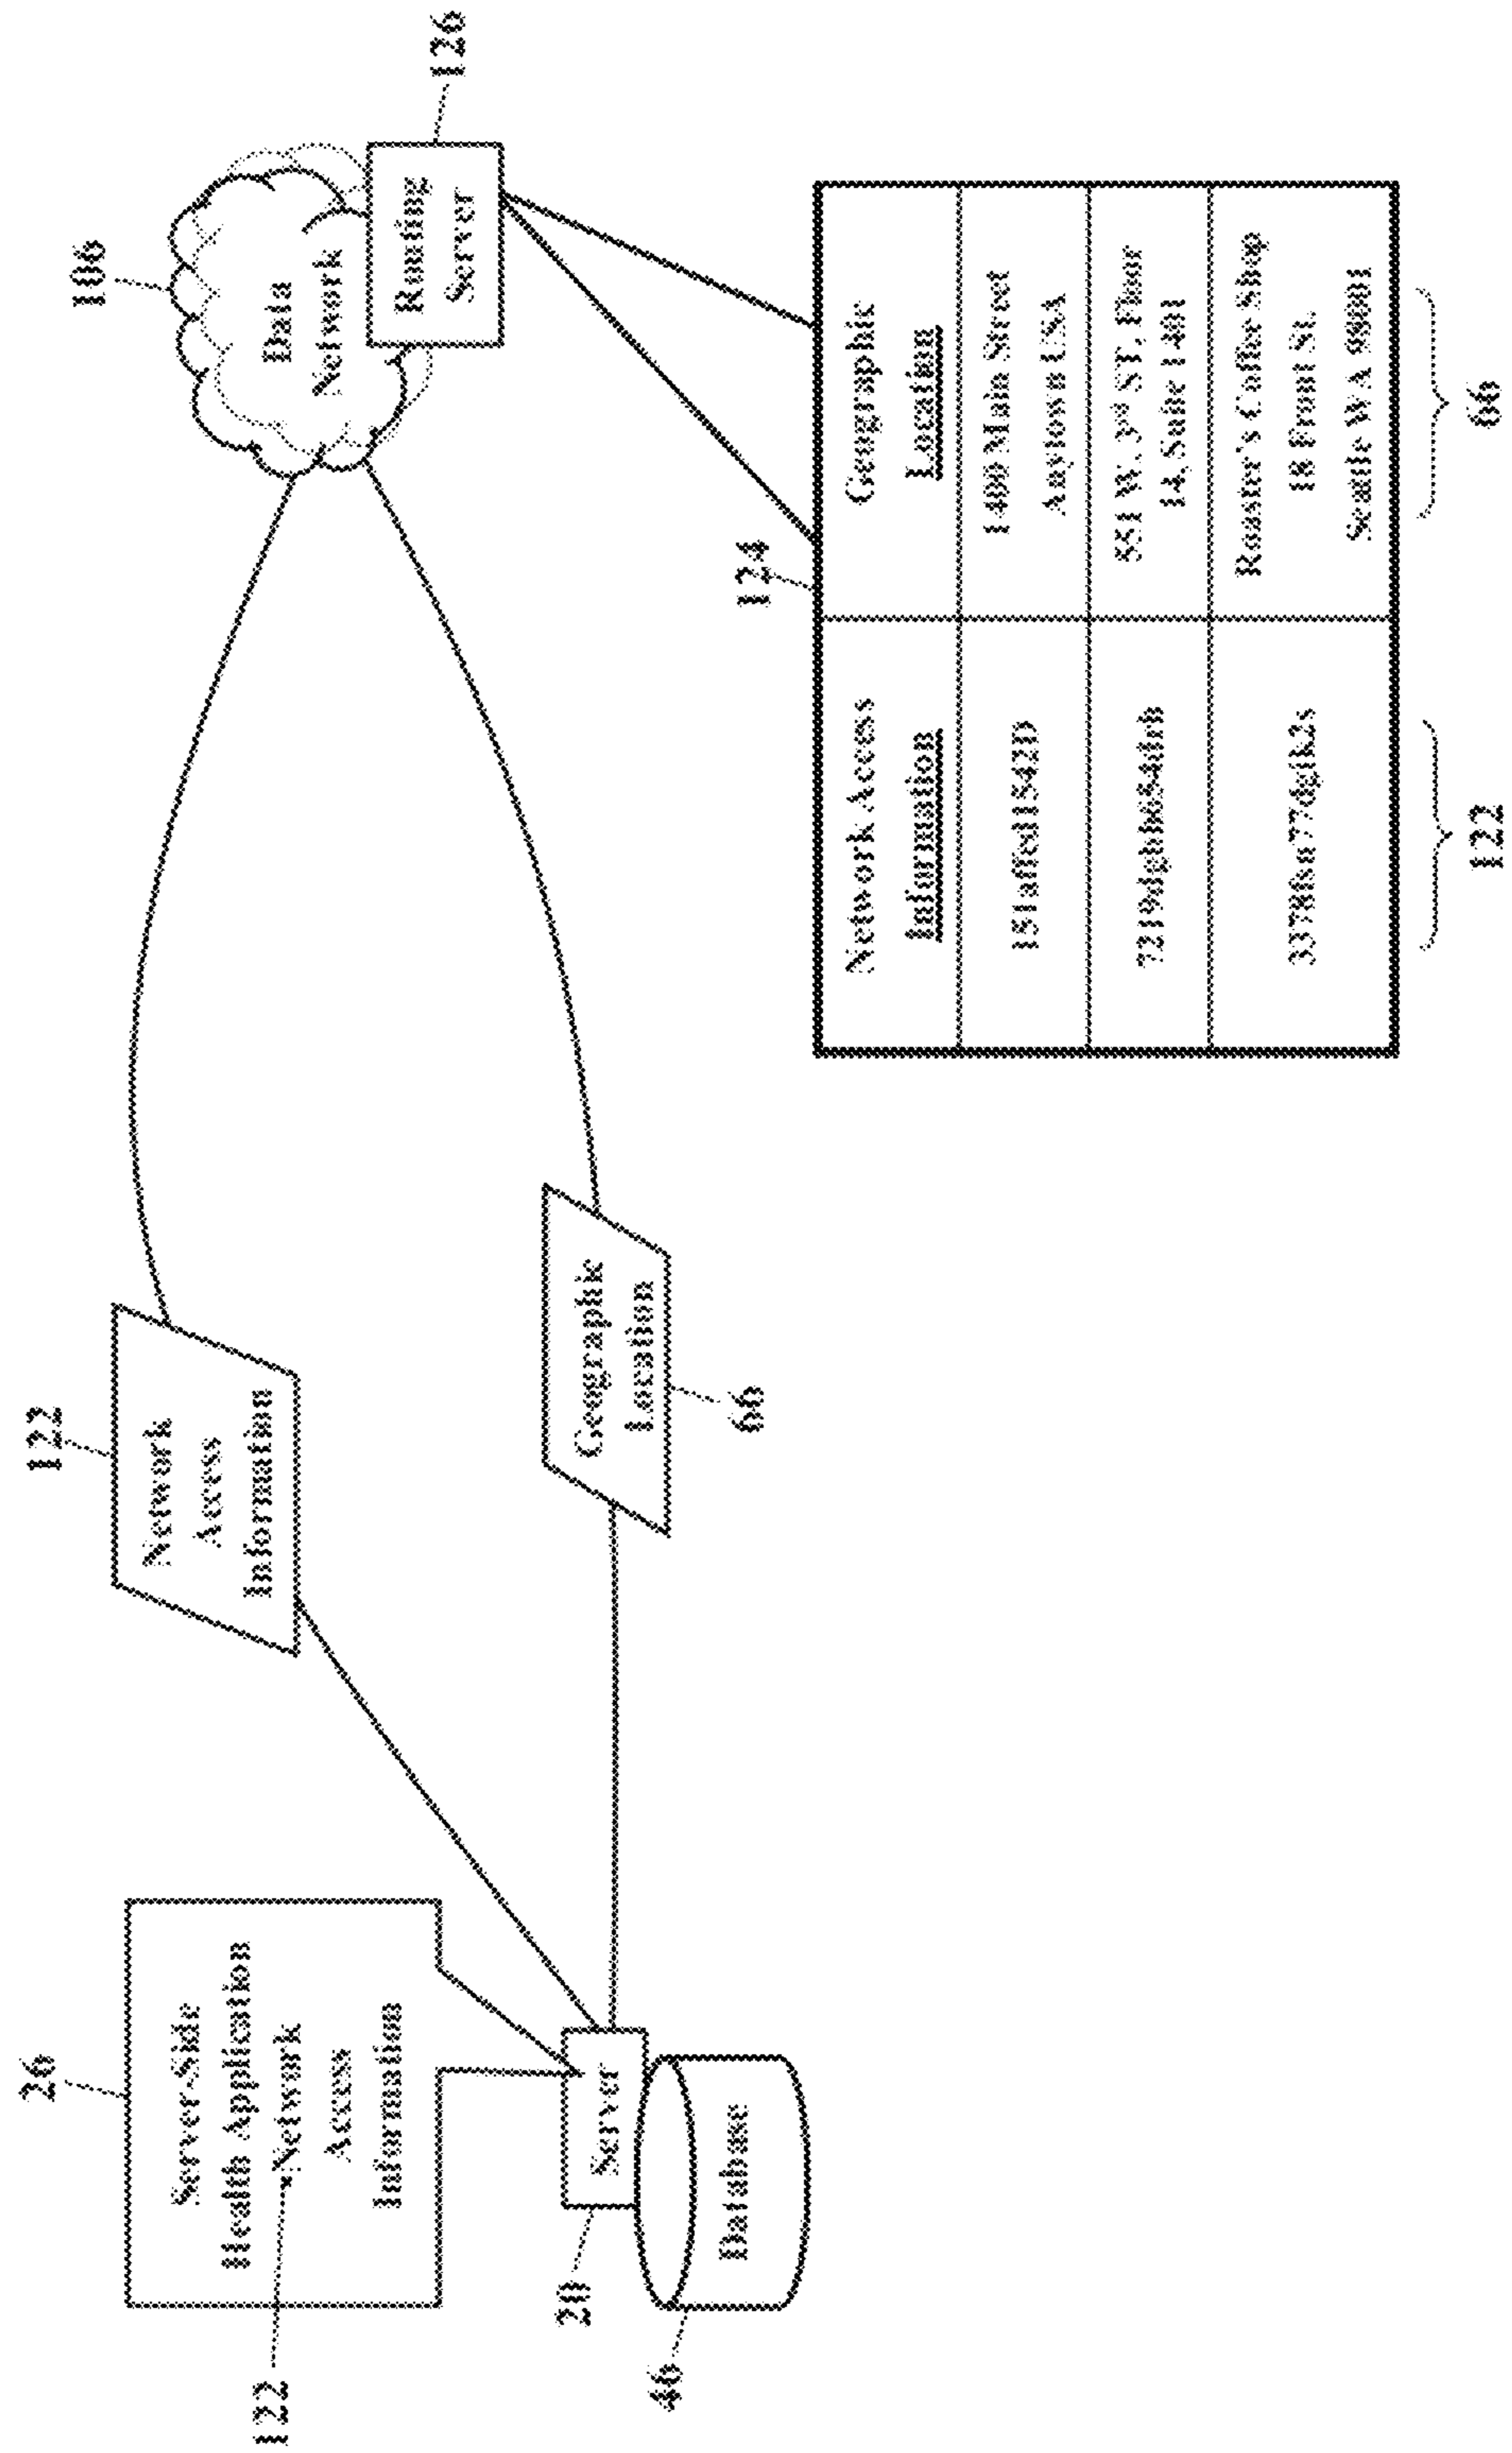 26
Server-Side
Health Application
Network
Access
Information
122
20
Server
46
Database
122
Network
Access
Information
Geographic
Location
66
106
Data
Network
Routing
Server
126
124
Network Access
Information
Geographic
Location
151affed1542D
1400 Main Street
Anytown USA
551 W. 3rd ST, Floor
14, Suite 1401
Roaster's Coffee Shop
18 Front St.
Seattle WA 98001
122
66